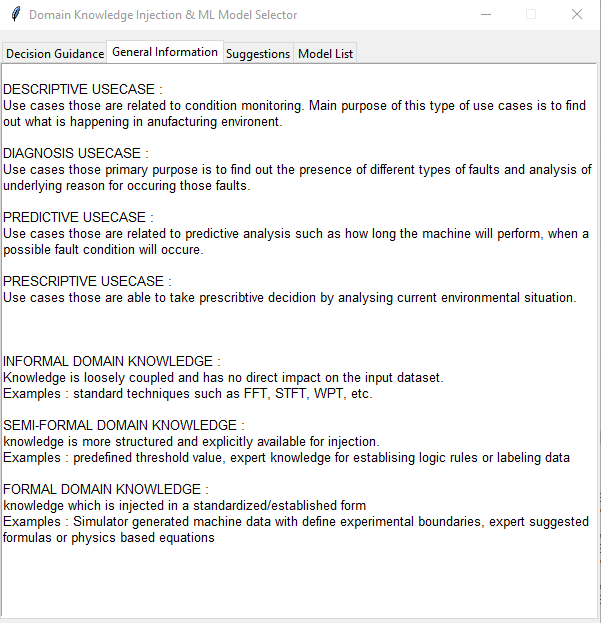 Domain Knowledge Injection & ML Model Selector
Decision Guidance General Information Suggestions Model List
DESCRIPTIVE USECASE :
Use cases those are related to condition monitoring. Main purpose of this type of use cases is to find
out what is happening in anufacturing environent.
DIAGNOSIS USECASE :
Use cases those primary purpose is to find out the presence of different types of faults and analysis of
underlying reason for occuring those faults.
PREDICTIVE USECASE :
Use cases those are related to predictive analysis such as how long the machine will perform, when a
possible fault condition will occure.
PRESCRIPTIVE USECASE :
Use cases those are able to take prescribtive decidion by analysing current environmental situation.
INFORMAL DOMAIN KNOWLEDGE :
Knowledge is loosely coupled and has no direct impact on the input dataset.
Examples : standard techniques such as FFT, STFT, WPT, etc.
SEMI-FORMAL DOMAIN KNOWLEDGE :
knowledge is more structured and explicitly available for injection.
Examples : predefined threshold value, expert knowledge for establising logic rules or labeling data
FORMAL DOMAIN KNOWLEDGE :
knowledge which is injected in a standardized/established form
Examples : Simulator generated machine data with define experimental boundaries, expert suggested
formulas or physics based equations